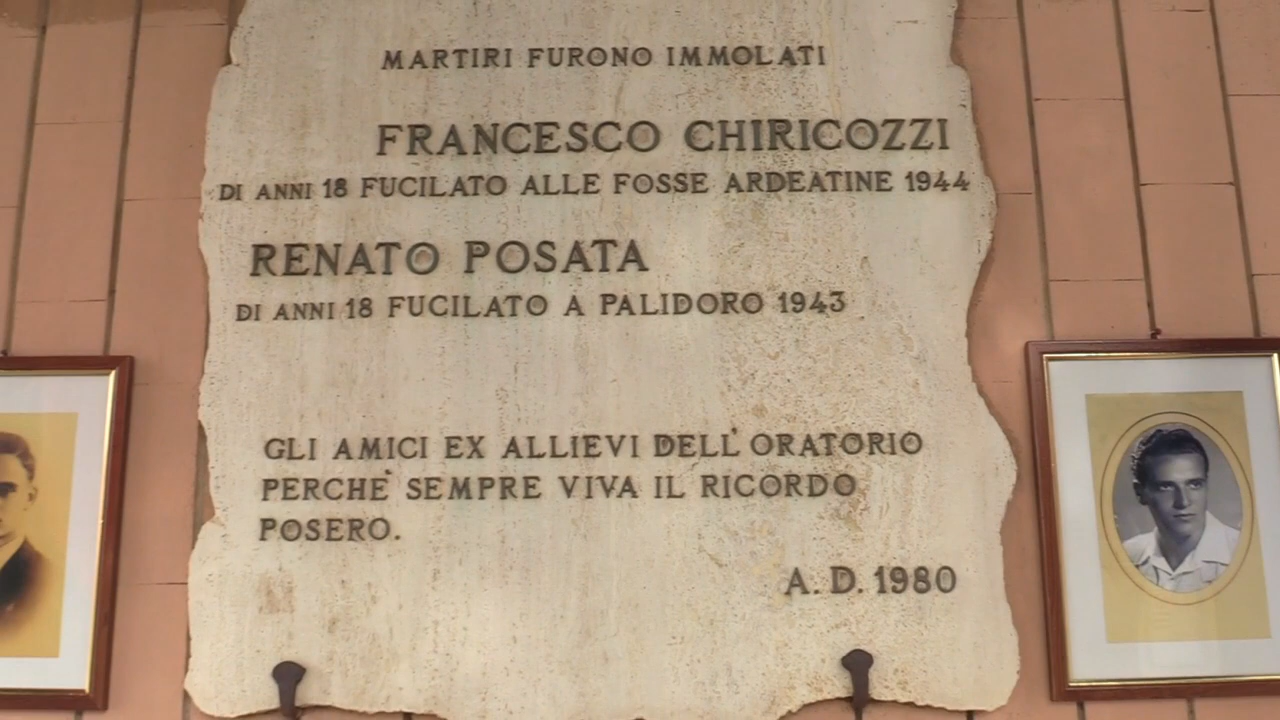 MARTIRI FURONO IMMOLATI
FRANCESCO CHIRICOZZI
DI ANNI 18 FUCILATO ALLE FOSSE ARDEATINE 1944
RENATO POSATA
DI ANNI 18 FUCILATO A PALIDORO 1943
GLI AMICI EX ALLIEVI DELL'ORATORIO
PERCHÈ SEMPRE VIVA IL RICORDO
POSERO.
A. D. 1980